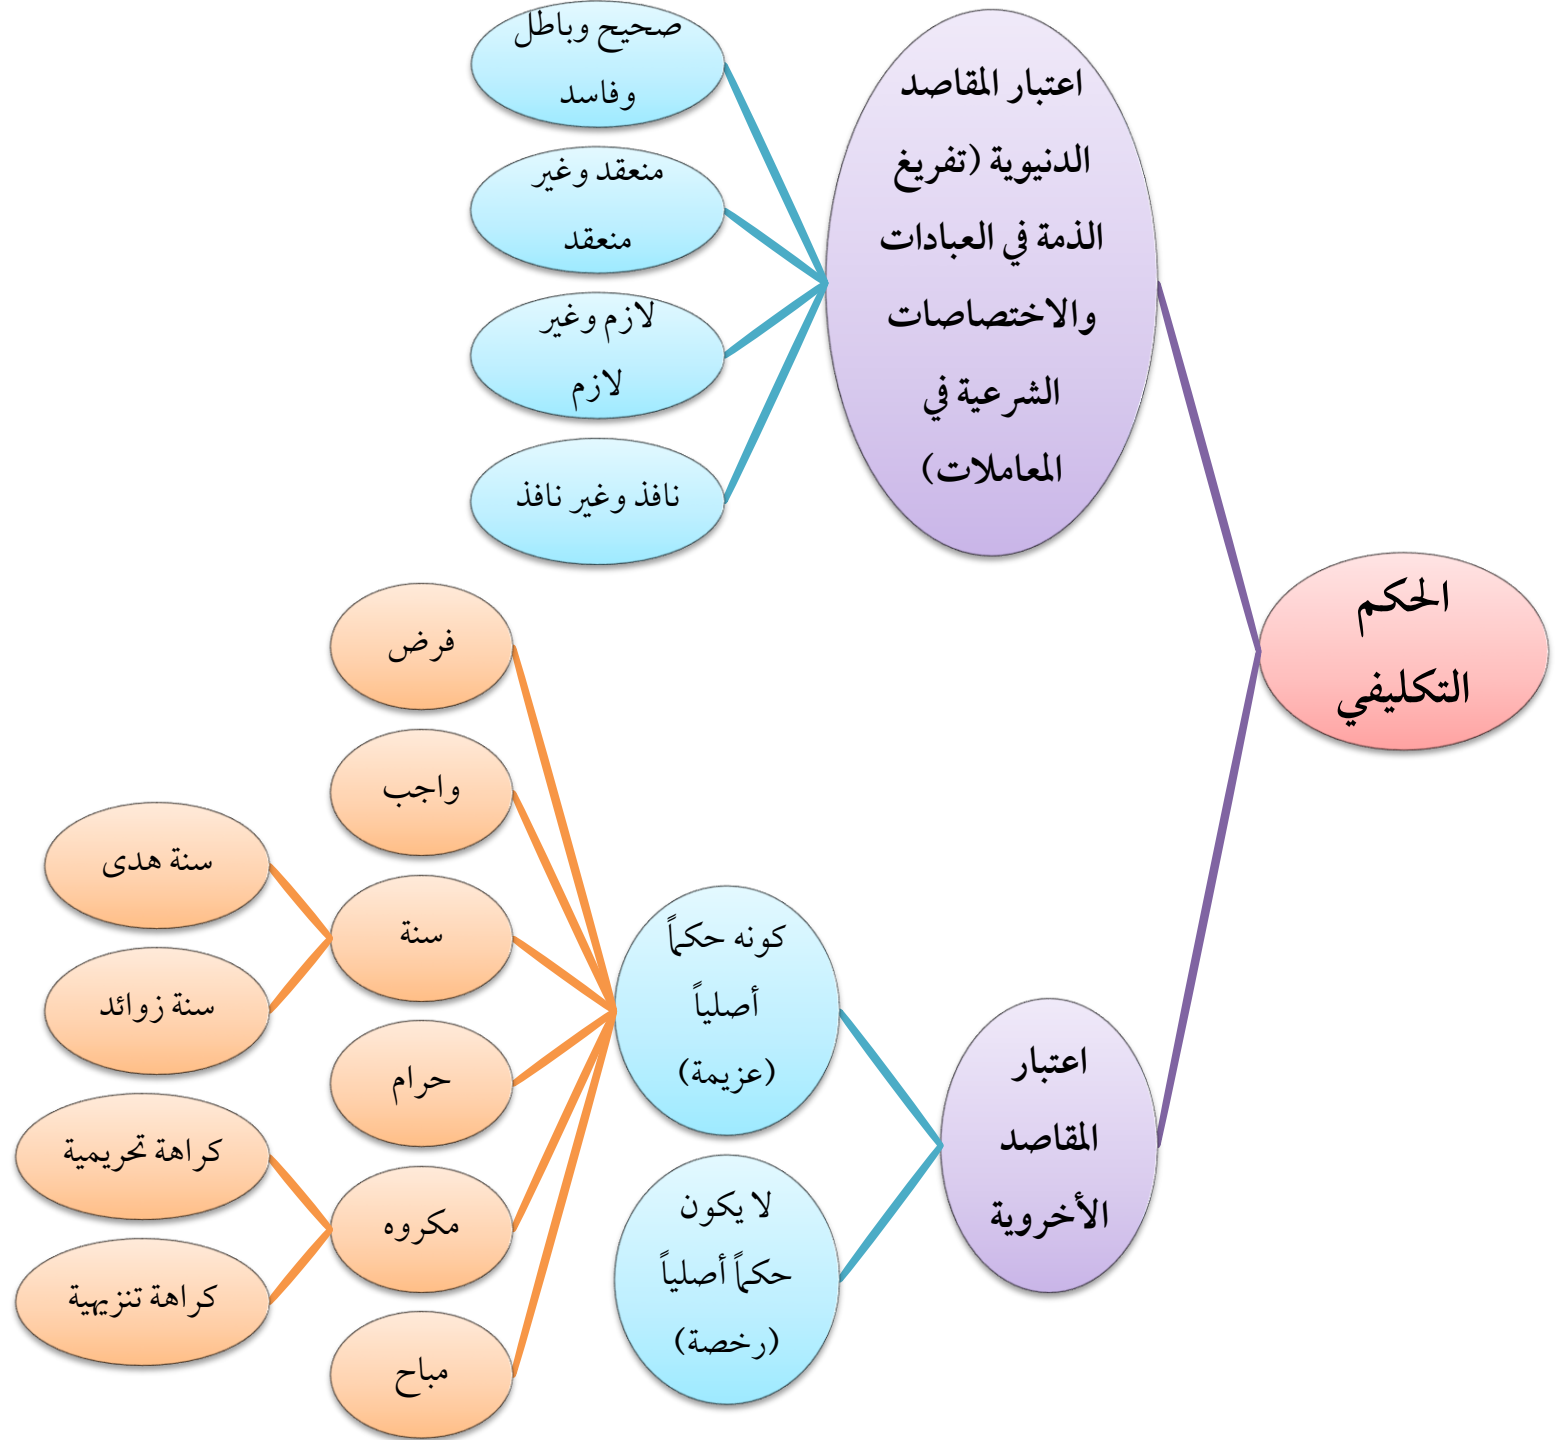 الحكم
التكليفي
اعتبار المقاصد
الدنيوية (تفريغ
الذمة في العبادات
والاختصاصات
الشرعية في
المعاملات)
صحيح وباطل
وفاسد
منعقد وغير
منعقد
لازم وغير
لازم
نافذ وغير نافذ
اعتبار
المقاصد
الأخروية
كونه حكماً
أصلياً
(عزيمة)
فرض
واجب
سنة
سنة هدى
سنة زوائد
حرام
مكروه
كراهة تحريمية
كراهة تنزيهية
مباح
لا يكون
حكماً أصلياً
(رخصة)